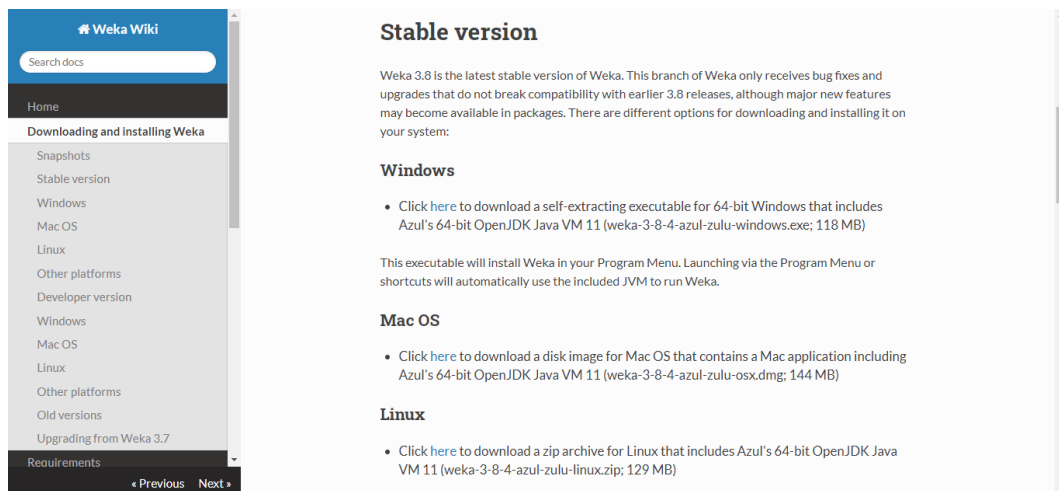 Weka Wiki
Search docs
Home
Downloading and installing Weka
Snapshots
Stable version
Windows
Mac OS
Linux
Other platforms
Developer version
Windows
Mac OS
Linux
Other platforms
Old versions
Upgrading from Weka 3.7
Requirements
« Previous Next »
Stable version
Weka 3.8 is the latest stable version of Weka. This branch of Weka only receives bug fixes and
upgrades that do not break compatibility with earlier 3.8 releases, although major new features
may become available in packages. There are different options for downloading and installing it on
your system:
Windows
• Click here to download a self-extracting executable for 64-bit Windows that includes
Azul's 64-bit OpenJDK Java VM 11 (weka-3-8-4-azul-zulu-windows.exe; 118 MB)
This executable will install Weka in your Program Menu. Launching via the Program Menu or
shortcuts will automatically use the included JVM to run Weka.
Mac OS
• Click here to download a disk image for Mac OS that contains a Mac application including
Azul's 64-bit OpenJDK Java VM 11 (weka-3-8-4-azul-zulu-osx.dmg; 144 MB)
Linux
• Click here to download a zip archive for Linux that includes Azul's 64-bit OpenJDK Java
VM 11 (weka-3-8-4-azul-zulu-linux.zip; 129 MB)